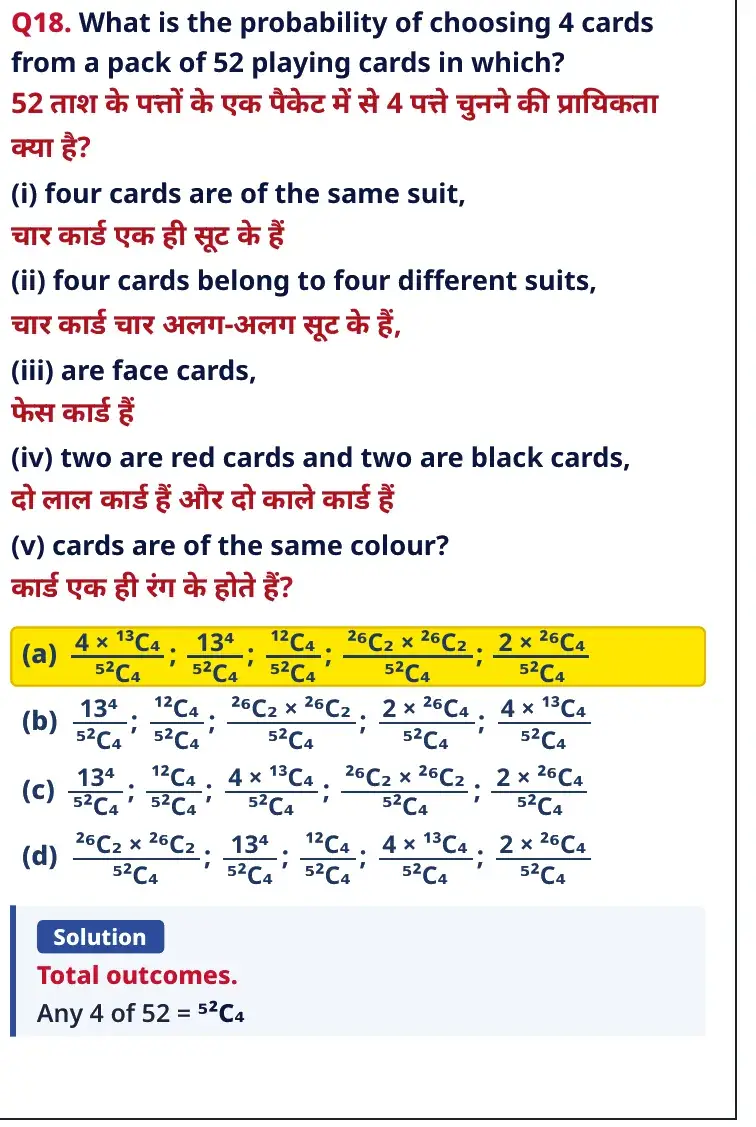 Q18. What is the probability of choosing 4 cards
from a pack of 52 playing cards in which?
52 ताश के पत्तों के एक पैकेट में से 4 पत्ते चुनने की प्रायिकता
क्या है?
(i) four cards are of the same suit,
चार कार्ड एक ही सूट के हैं
(ii) four cards belong to four different suits,
चार कार्ड चार अलग-अलग सूट के हैं,
(iii) are face cards,
फेस कार्ड हैं
(iv) two are red cards and two are black cards,
दो लाल कार्ड हैं और दो काले कार्ड हैं
(v) cards are of the same colour?
कार्ड एक ही रंग के होते हैं?
(a) 4 × ¹³C₄/⁵²C₄ ; 13⁴/⁵²C₄ ; ¹²C₄/⁵²C₄ ; ²⁶C₂ × ²⁶C₂/⁵²C₄ ; 2 × ²⁶C₄/⁵²C₄
(b) 13⁴/⁵²C₄ ; ¹²C₄/⁵²C₄ ; ²⁶C₂ × ²⁶C₂/⁵²C₄ ; 2 × ²⁶C₄/⁵²C₄ ; 4 × ¹³C₄/⁵²C₄
(c) 13⁴/⁵²C₄ ; ¹²C₄/⁵²C₄ ; 4 × ¹³C₄/⁵²C₄ ; ²⁶C₂ × ²⁶C₂/⁵²C₄ ; 2 × ²⁶C₄/⁵²C₄
(d) ²⁶C₂ × ²⁶C₂/⁵²C₄ ; 13⁴/⁵²C₄ ; ¹²C₄/⁵²C₄ ; 4 × ¹³C₄/⁵²C₄ ; 2 × ²⁶C₄/⁵²C₄
Solution
Total outcomes.
Any 4 of 52 = ⁵²C₄